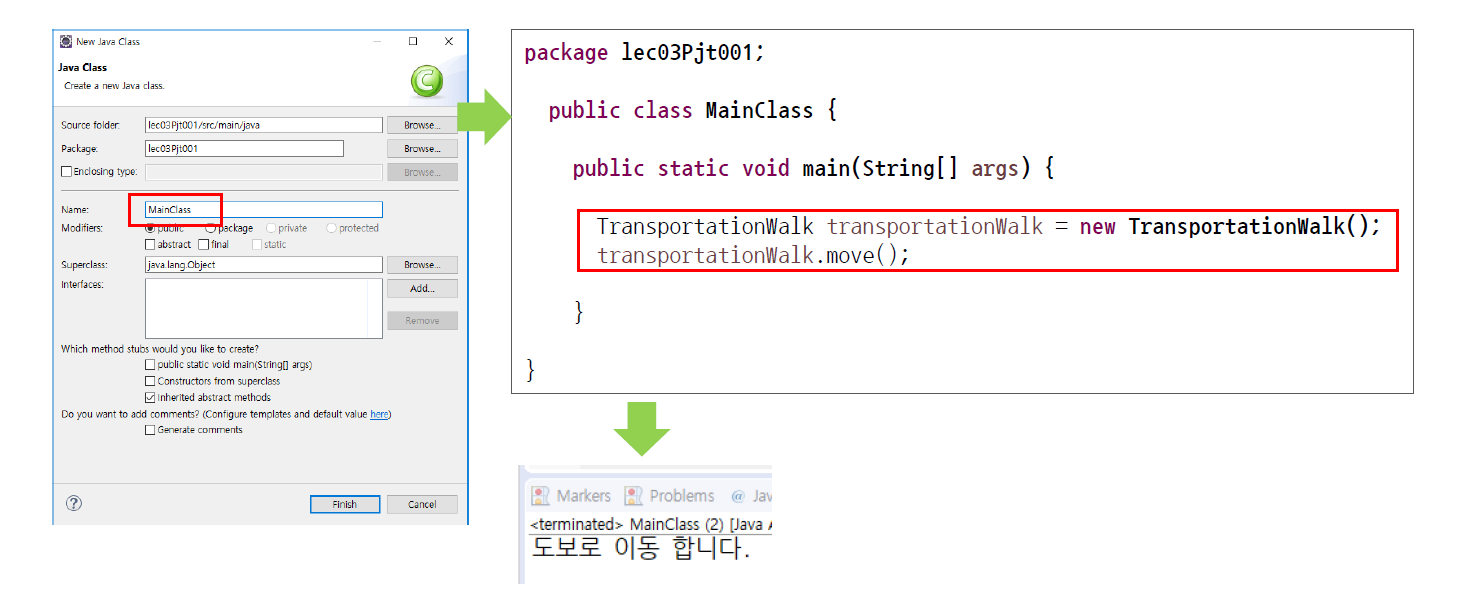 New Java Class
Java Class
Create a new Java class.
Source folder: lec03Pjt001/src/main/java Browse...
Package: lec03Pjt001 Browse...
Enclosing type: Browse...
Name: MainClass
Modifiers: public package private protected
abstract final static
Superclass: java.lang.Object Browse...
Interfaces: Add...
Remove
Which method stubs would you like to create?
public static void main(String[] args)
Constructors from superclass
Inherited abstract methods
Do you want to add comments? (Configure templates and default value here)
Generate comments
? Finish Cancel
package lec03Pjt001;
public class MainClass {
public static void main(String[] args) {
TransportationWalk transportationWalk = new TransportationWalk();
transportationWalk.move();
}
}
Markers Problems @ Jav
<terminated> MainClass (2) [Java A
도보로 이동 합니다.